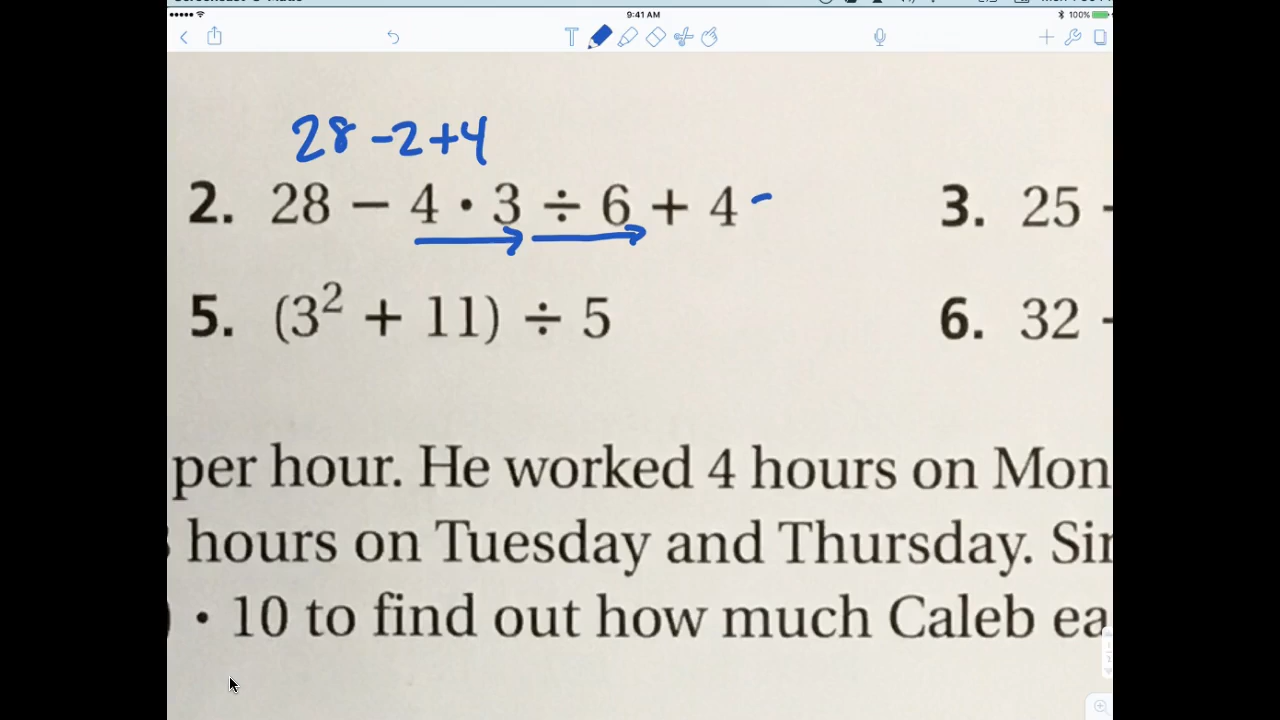 9:41 AM
100%
T
28 - 2 + 4
2. 28 − 4 · 3 ÷ 6 + 4 -
3. 25 -
5. (3² + 11) ÷ 5
6. 32 -
per hour. He worked 4 hours on Mon
hours on Tuesday and Thursday. Sir
) · 10 to find out how much Caleb ea